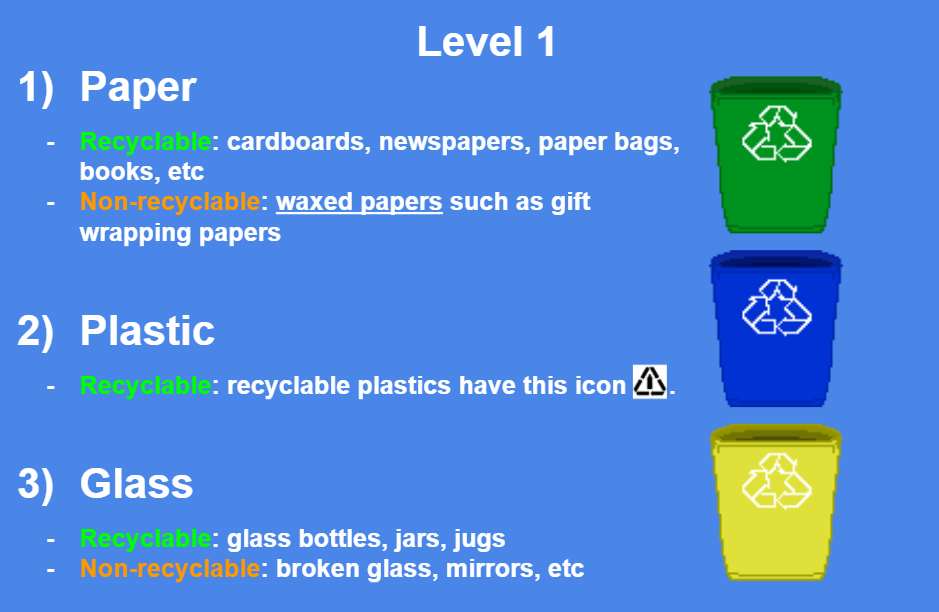 Level 1
1) Paper
- Recyclable: cardboards, newspapers, paper bags,
books, etc
- Non-recyclable: waxed papers such as gift
wrapping papers
2) Plastic
- Recyclable: recyclable plastics have this icon .
3) Glass
- Recyclable: glass bottles, jars, jugs
- Non-recyclable: broken glass, mirrors, etc